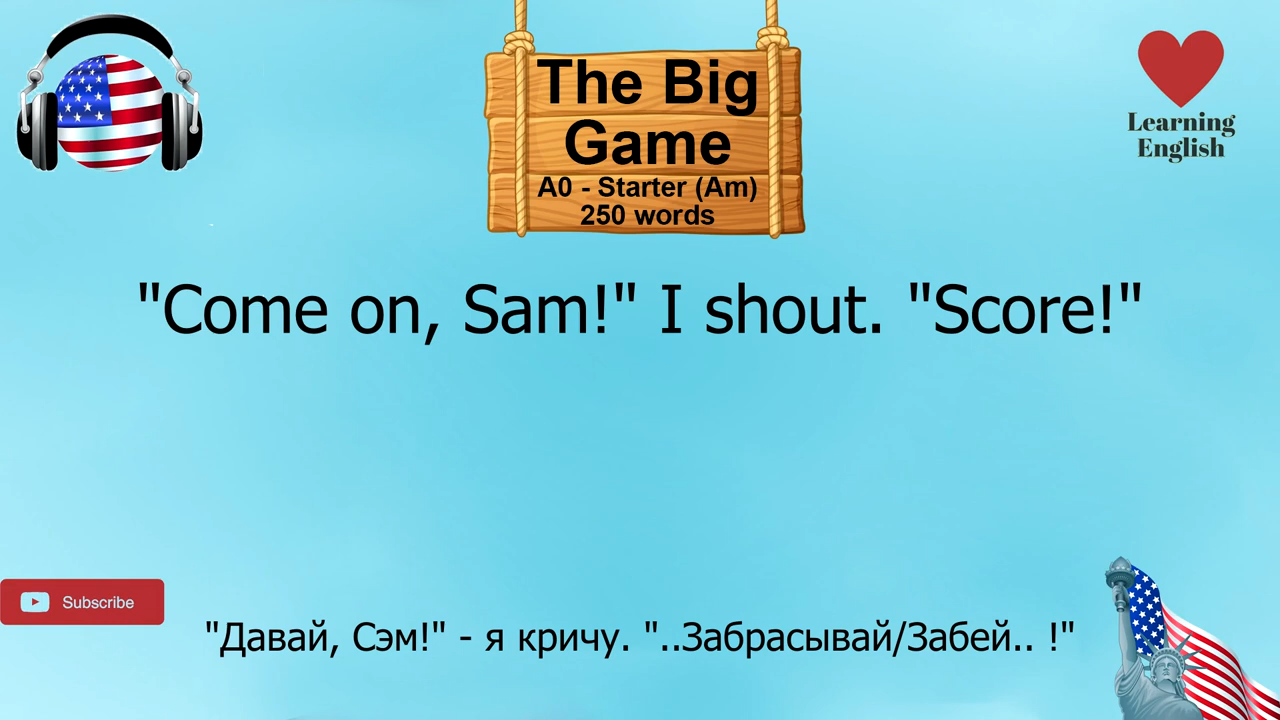 The Big
Game
A0 - Starter (Am)
250 words
Learning
English
"Come on, Sam!" I shout. "Score!"
Subscribe
"Давай, Сэм!" - я кричу. "..Забрасывай/Забей.. !"